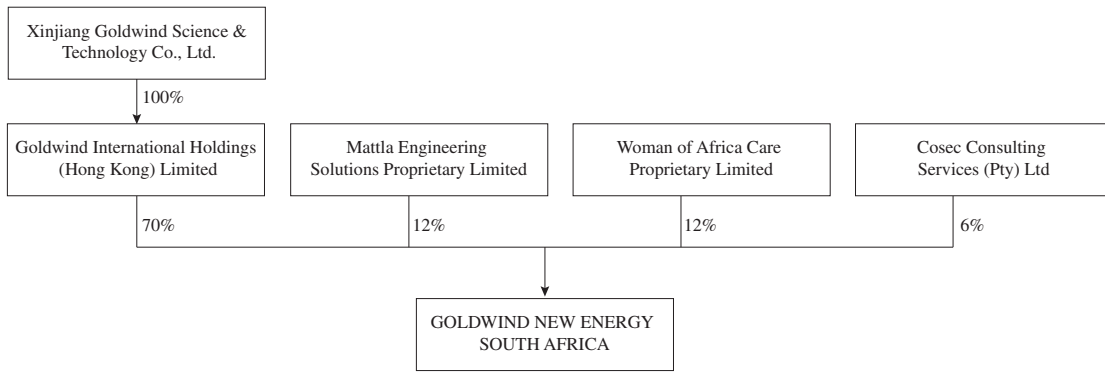 Xinjiang Goldwind Science &
Technology Co., Ltd.
100%
Goldwind International Holdings
(Hong Kong) Limited
Mattla Engineering
Solutions Proprietary Limited
Woman of Africa Care
Proprietary Limited
Cosec Consulting
Services (Pty) Ltd
70%
12%
12%
6%
GOLDWIND NEW ENERGY
SOUTH AFRICA